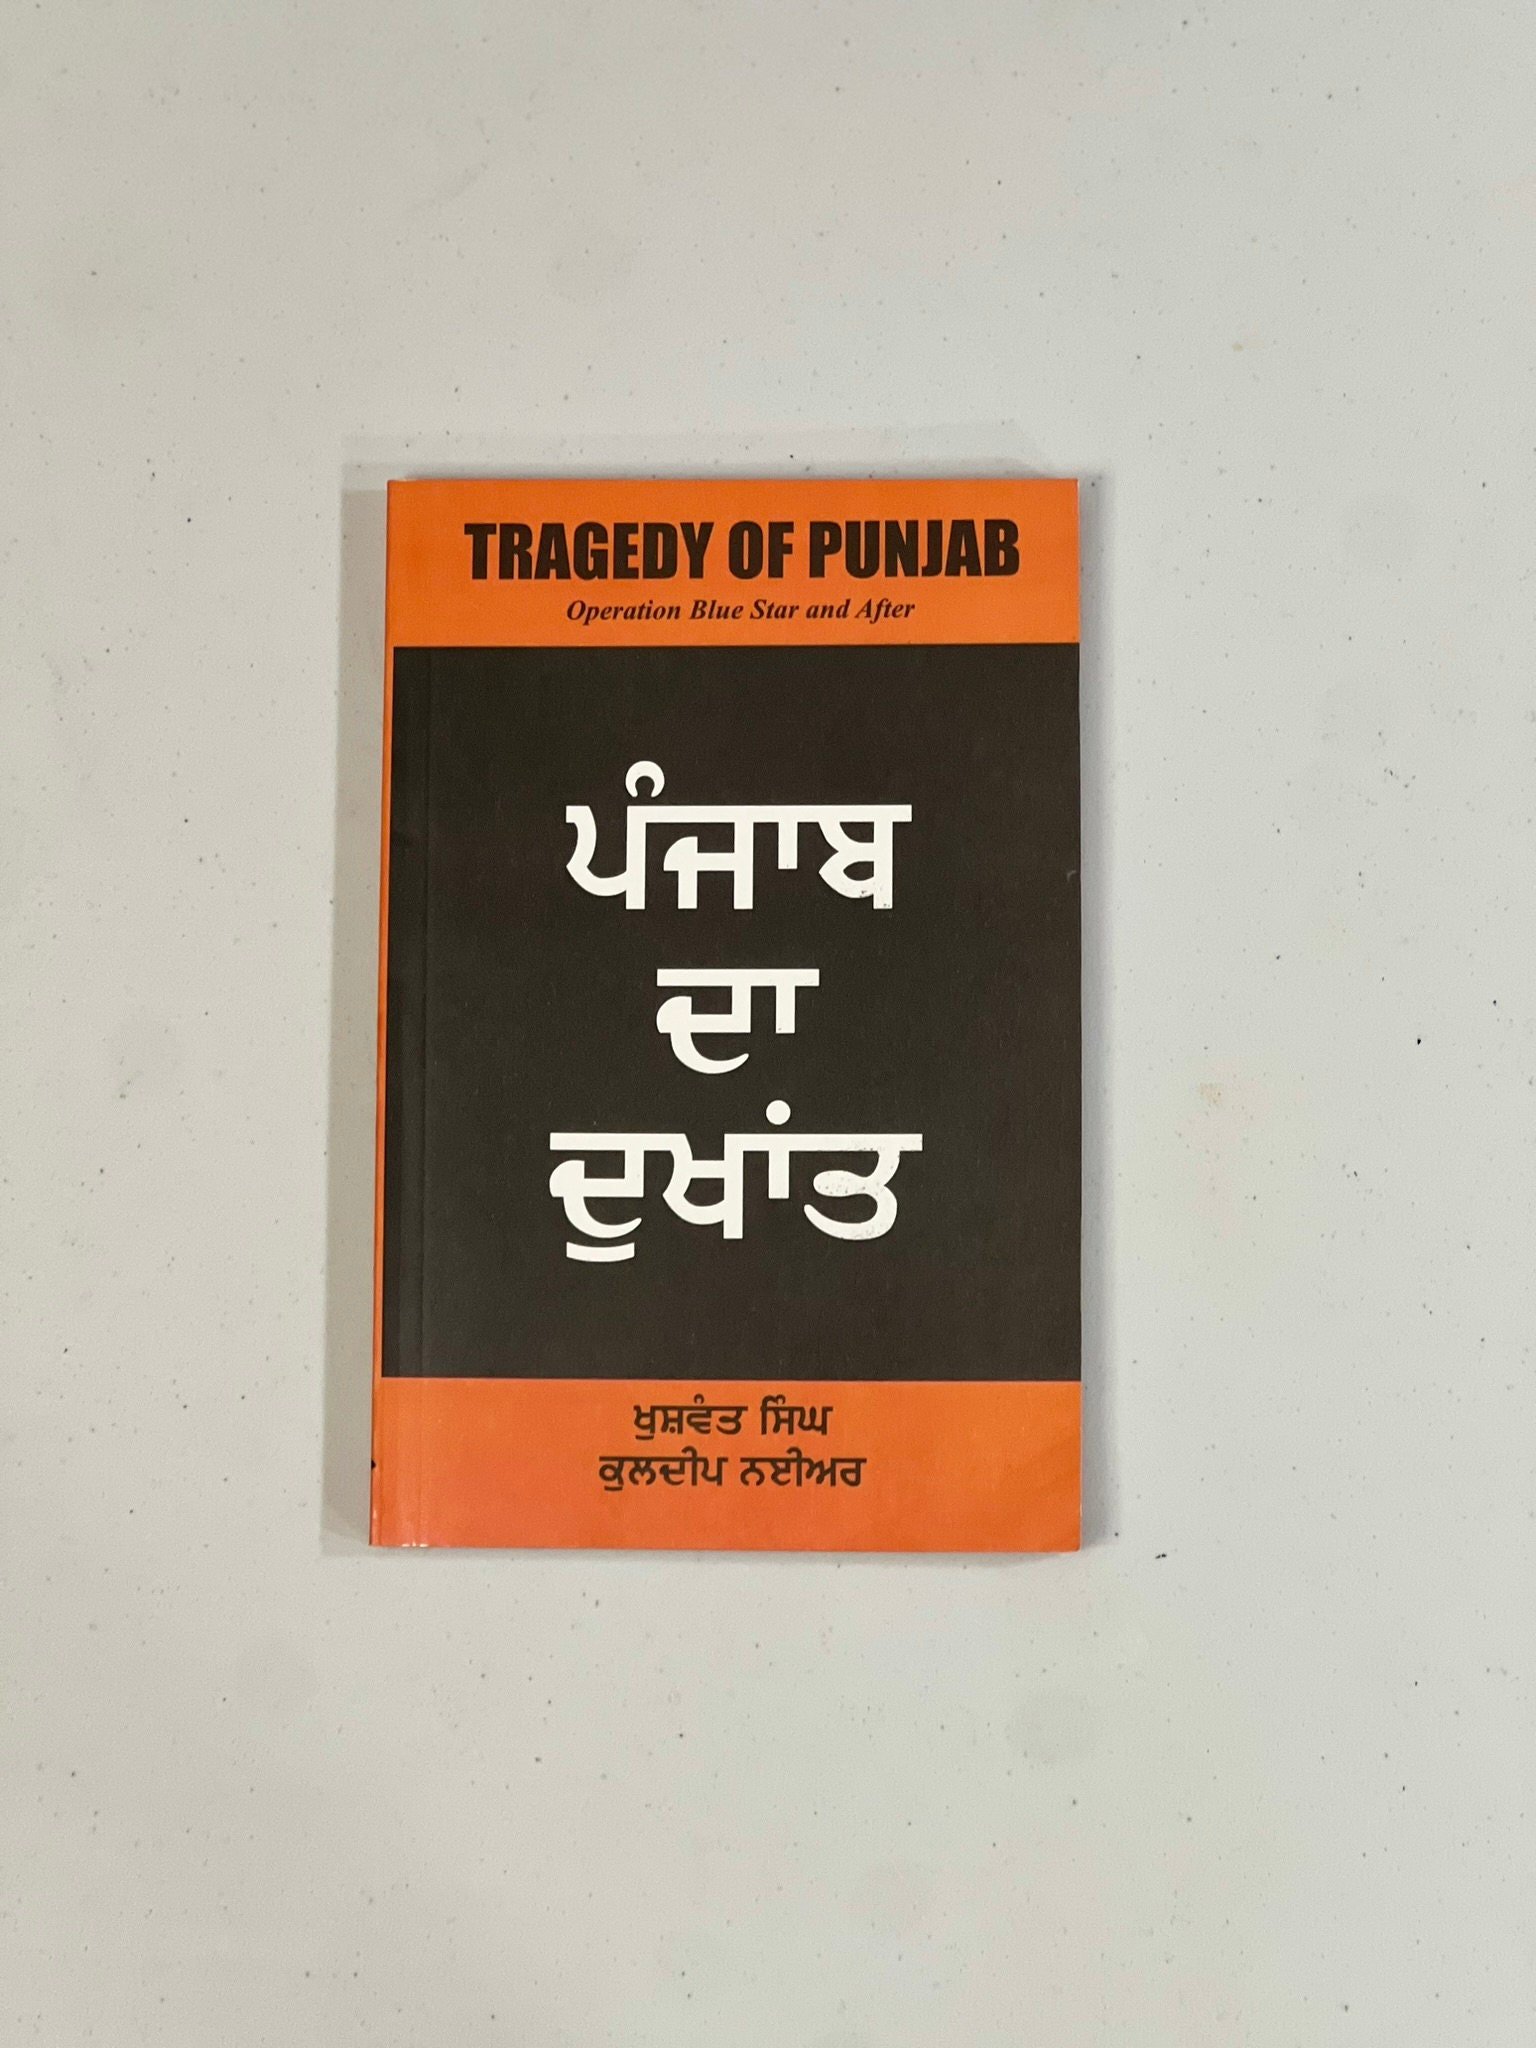 TRAGEDY OF PUNJAB
Operation Blue Star and After
ਪੰਜਾਬ
ਦਾ
ਦੁਖਾਂਤ
ਖੁਸ਼ਵੰਤ ਸਿੰਘ
ਕੁਲਦੀਪ ਨਈਅਰ